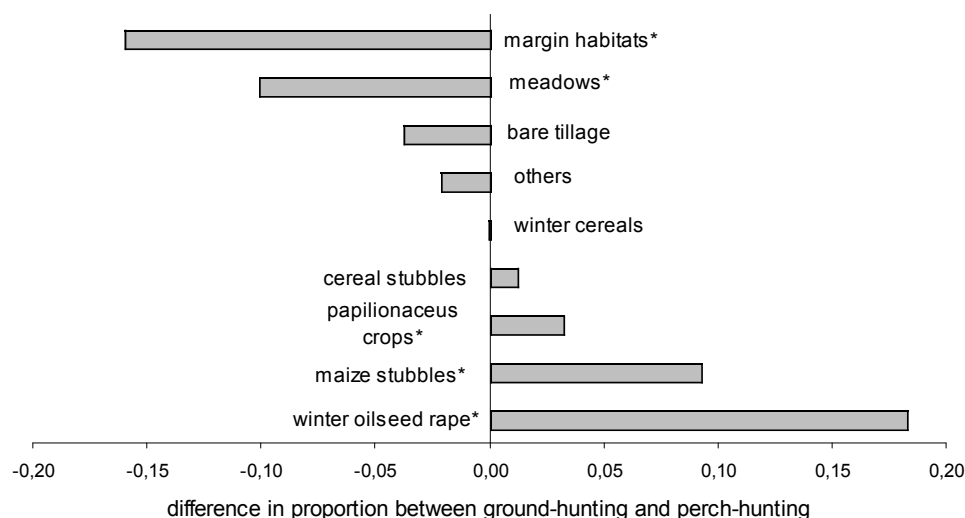 margin habitats*
meadows*
bare tillage
others
winter cereals
cereal stubbles
papilionaceus
crops*
maize stubbles*
winter oilseed rape*
-0,20 -0,15 -0,10 -0,05 0,00 0,05 0,10 0,15 0,20
difference in proportion between ground-hunting and perch-hunting